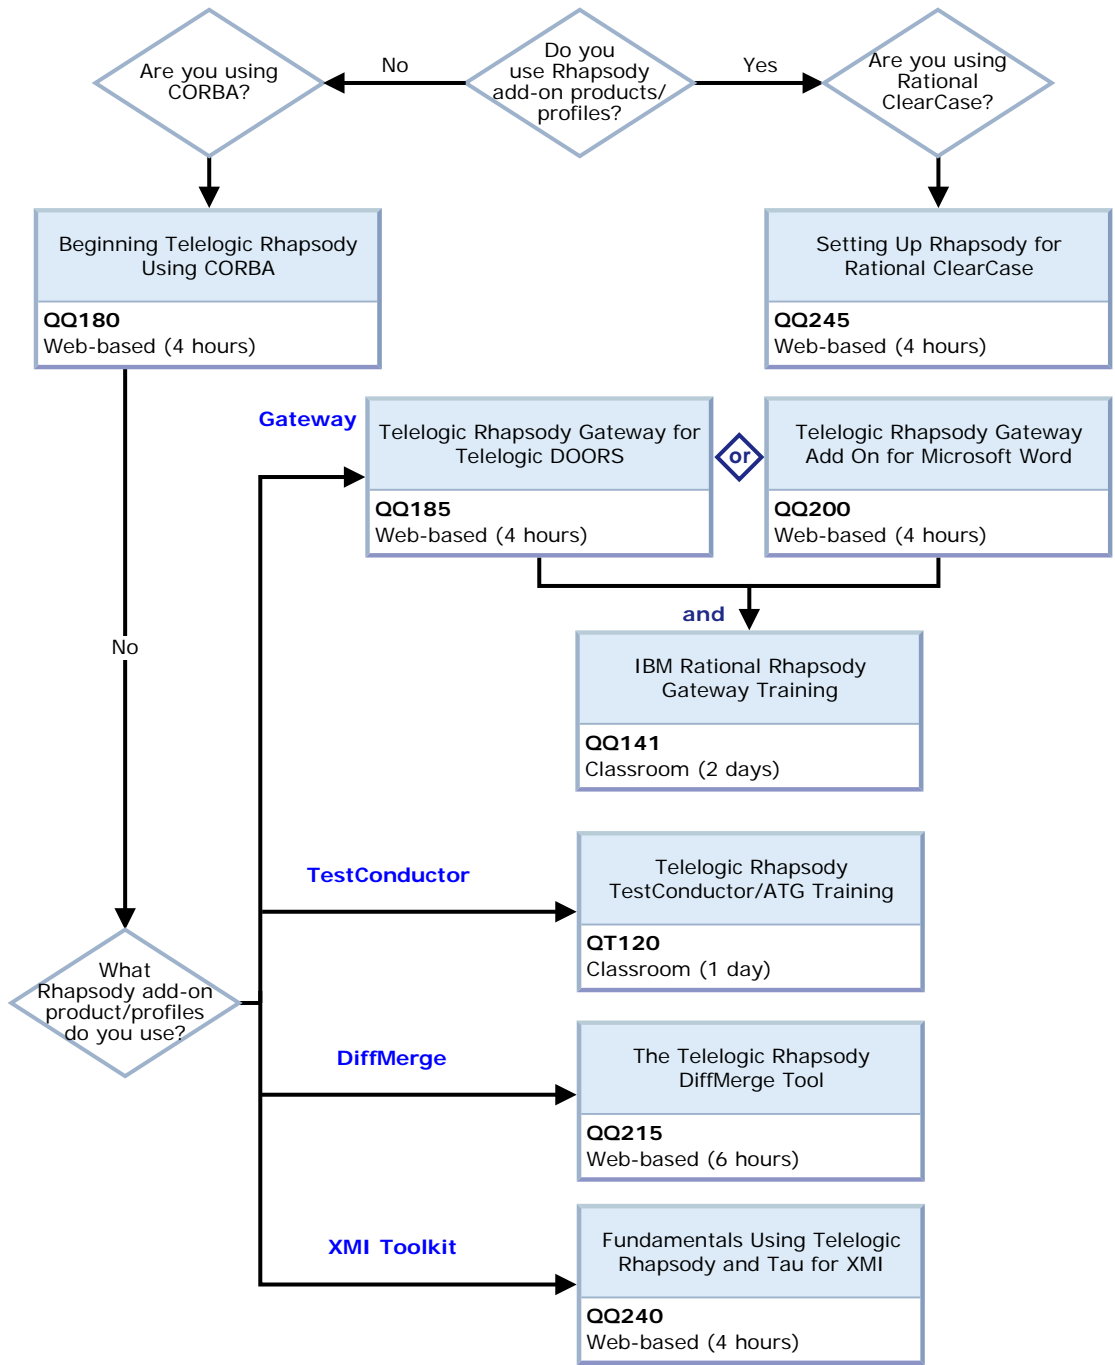 Are you using
CORBA?
No
Do you
use Rhapsody
add-on products/
profiles?
Yes
Are you using
Rational
ClearCase?
Beginning Telelogic Rhapsody
Using CORBA
QQ180
Web-based (4 hours)
Setting Up Rhapsody for
Rational ClearCase
QQ245
Web-based (4 hours)
Gateway
Telelogic Rhapsody Gateway for
Telelogic DOORS
QQ185
Web-based (4 hours)
or
Telelogic Rhapsody Gateway
Add On for Microsoft Word
QQ200
Web-based (4 hours)
and
IBM Rational Rhapsody
Gateway Training
QQ141
Classroom (2 days)
No
TestConductor
Telelogic Rhapsody
TestConductor/ATG Training
QT120
Classroom (1 day)
What
Rhapsody add-on
product/profiles
do you use?
DiffMerge
The Telelogic Rhapsody
DiffMerge Tool
QQ215
Web-based (6 hours)
XMI Toolkit
Fundamentals Using Telelogic
Rhapsody and Tau for XMI
QQ240
Web-based (4 hours)